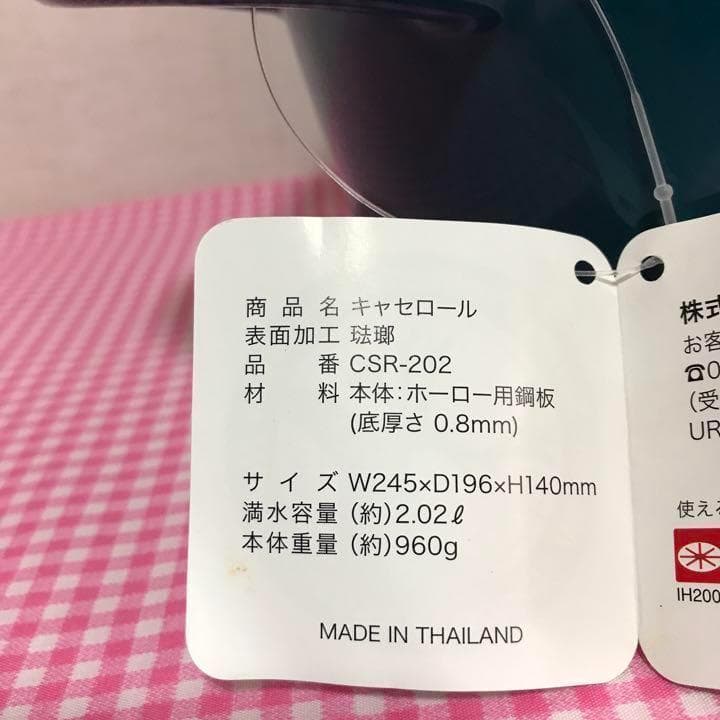 商品名 キャセロール
表面加工 琺瑯
品番 CSR-202
材料 本体:ホーロー用鋼板
(底厚さ 0.8mm)
サイズ W245×D196×H140mm
満水容量 (約)2.02ℓ
本体重量 (約)960g
MADE IN THAILAND
株式
お客
☎0
(受
UR
使える
IH200